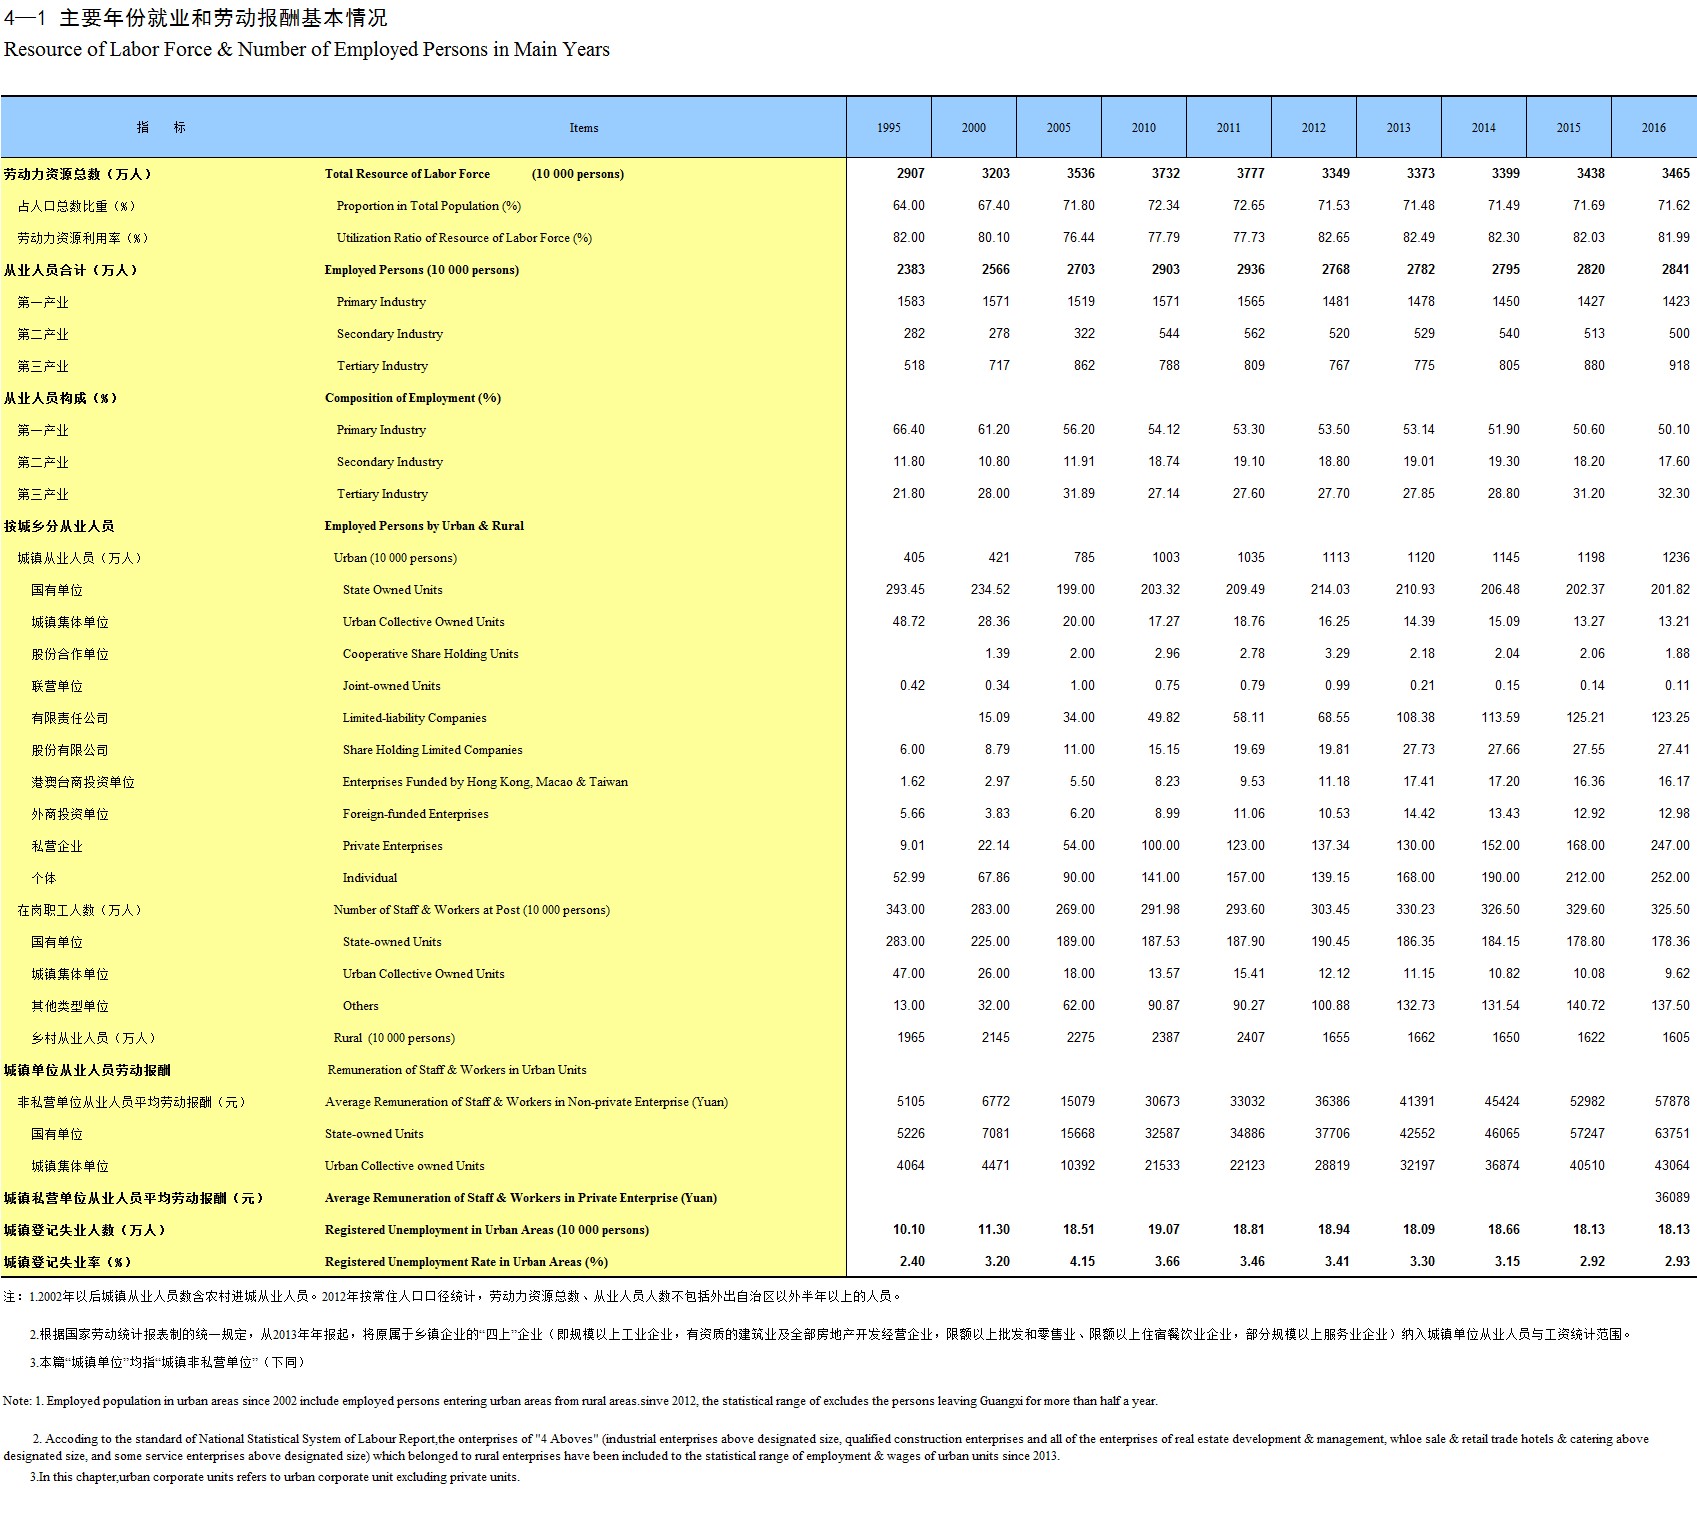 4—1 主要年份就业和劳动报酬基本情况
Resource of Labor Force & Number of Employed Persons in Main Years
指 标 Items 1995 2000 2005 2010 2011 2012 2013 2014 2015 2016
劳动力资源总数（万人） Total Resource of Labor Force (10 000 persons) 2907 3203 3536 3732 3777 3349 3373 3399 3438 3465
占人口总数比重（%） Proportion in Total Population (%) 64.00 67.40 71.80 72.34 72.65 71.53 71.48 71.49 71.69 71.62
劳动力资源利用率（%） Utilization Ratio of Resource of Labor Force (%) 82.00 80.10 76.44 77.79 77.73 82.65 82.49 82.30 82.03 81.99
从业人员合计（万人） Employed Persons (10 000 persons) 2383 2566 2703 2903 2936 2768 2782 2795 2820 2841
第一产业 Primary Industry 1583 1571 1519 1571 1565 1481 1478 1450 1427 1423
第二产业 Secondary Industry 282 278 322 544 562 520 529 540 513 500
第三产业 Tertiary Industry 518 717 862 788 809 767 775 805 880 918
从业人员构成（%） Composition of Employment (%)
第一产业 Primary Industry 66.40 61.20 56.20 54.12 53.30 53.50 53.14 51.90 50.60 50.10
第二产业 Secondary Industry 11.80 10.80 11.91 18.74 19.10 18.80 19.01 19.30 18.20 17.60
第三产业 Tertiary Industry 21.80 28.00 31.89 27.14 27.60 27.70 27.85 28.80 31.20 32.30
按城乡分从业人员 Employed Persons by Urban & Rural
城镇从业人员（万人） Urban (10 000 persons) 405 421 785 1003 1035 1113 1120 1145 1198 1236
国有单位 State Owned Units 293.45 234.52 199.00 203.32 209.49 214.03 210.93 206.48 202.37 201.82
城镇集体单位 Urban Collective Owned Units 48.72 28.36 20.00 17.27 18.76 16.25 14.39 15.09 13.27 13.21
股份合作单位 Cooperative Share Holding Units 1.39 2.00 2.96 2.78 3.29 2.18 2.04 2.06 1.88
联营单位 Joint-owned Units 0.42 0.34 1.00 0.75 0.79 0.99 0.21 0.15 0.14 0.11
有限责任公司 Limited-liability Companies 15.09 34.00 49.82 58.11 68.55 108.38 113.59 125.21 123.25
股份有限公司 Share Holding Limited Companies 6.00 8.79 11.00 15.15 19.69 19.81 27.73 27.66 27.55 27.41
港澳台商投资单位 Enterprises Funded by Hong Kong, Macao & Taiwan 1.62 2.97 5.50 8.23 9.53 11.18 17.41 17.20 16.36 16.17
外商投资单位 Foreign-funded Enterprises 5.66 3.83 6.20 8.99 11.06 10.53 14.42 13.43 12.92 12.98
私营企业 Private Enterprises 9.01 22.14 54.00 100.00 123.00 137.34 130.00 152.00 168.00 247.00
个体 Individual 52.99 67.86 90.00 141.00 157.00 139.15 168.00 190.00 212.00 252.00
在岗职工人数（万人） Number of Staff & Workers at Post (10 000 persons) 343.00 283.00 269.00 291.98 293.60 303.45 330.23 326.50 329.60 325.50
国有单位 State-owned Units 283.00 225.00 189.00 187.53 187.90 190.45 186.35 184.15 178.80 178.36
城镇集体单位 Urban Collective Owned Units 47.00 26.00 18.00 13.57 15.41 12.12 11.15 10.82 10.08 9.62
其他类型单位 Others 13.00 32.00 62.00 90.87 90.27 100.88 132.73 131.54 140.72 137.50
乡村从业人员（万人） Rural (10 000 persons) 1965 2145 2275 2387 2407 1655 1662 1650 1622 1605
城镇单位从业人员劳动报酬 Remuneration of Staff & Workers in Urban Units
非私营单位从业人员平均劳动报酬（元） Average Remuneration of Staff & Workers in Non-private Enterprise (Yuan) 5105 6772 15079 30673 33032 36386 41391 45424 52982 57878
国有单位 State-owned Units 5226 7081 15668 32587 34886 37706 42552 46065 57247 63751
城镇集体单位 Urban Collective owned Units 4064 4471 10392 21533 22123 28819 32197 36874 40510 43064
城镇私营单位从业人员平均劳动报酬（元） Average Remuneration of Staff & Workers in Private Enterprise (Yuan) 36089
城镇登记失业人数（万人） Registered Unemployment in Urban Areas (10 000 persons) 10.10 11.30 18.51 19.07 18.81 18.94 18.09 18.66 18.13 18.13
城镇登记失业率（%） Registered Unemployment Rate in Urban Areas (%) 2.40 3.20 4.15 3.66 3.46 3.41 3.30 3.15 2.92 2.93
注：1.2002年以后城镇从业人员数含农村进城从业人员。2012年按常住人口口径统计，劳动力资源总数、从业人员人数不包括外出自治区以外半年以上的人员。
2.根据国家劳动统计报表制的统一规定，从2013年年报起，将原属于乡镇企业的“四上”企业（即规模以上工业企业，有资质的建筑业及全部房地产开发经营企业，限额以上批发和零售业、限额以上住宿餐饮业企业，部分规模以上服务业企业）纳入城镇单位从业人员与工资统计范围。
3.本篇“城镇单位”均指“城镇非私营单位”（下同）
Note: 1. Employed population in urban areas since 2002 include employed persons entering urban areas from rural areas.sinve 2012, the statistical range of excludes the persons leaving Guangxi for more than half a year.
2. Accoding to the standard of National Statistical System of Labour Report,the onterprises of "4 Aboves" (industrial enterprises above designated size, qualified construction enterprises and all of the enterprises of real estate development & management, whloe sale & retail trade hotels & catering above
designated size, and some service enterprises above designated size) which belonged to rural enterprises have been included to the statistical range of employment & wages of urban units since 2013.
3.In this chapter,urban corporate units refers to urban corporate unit excluding private units.